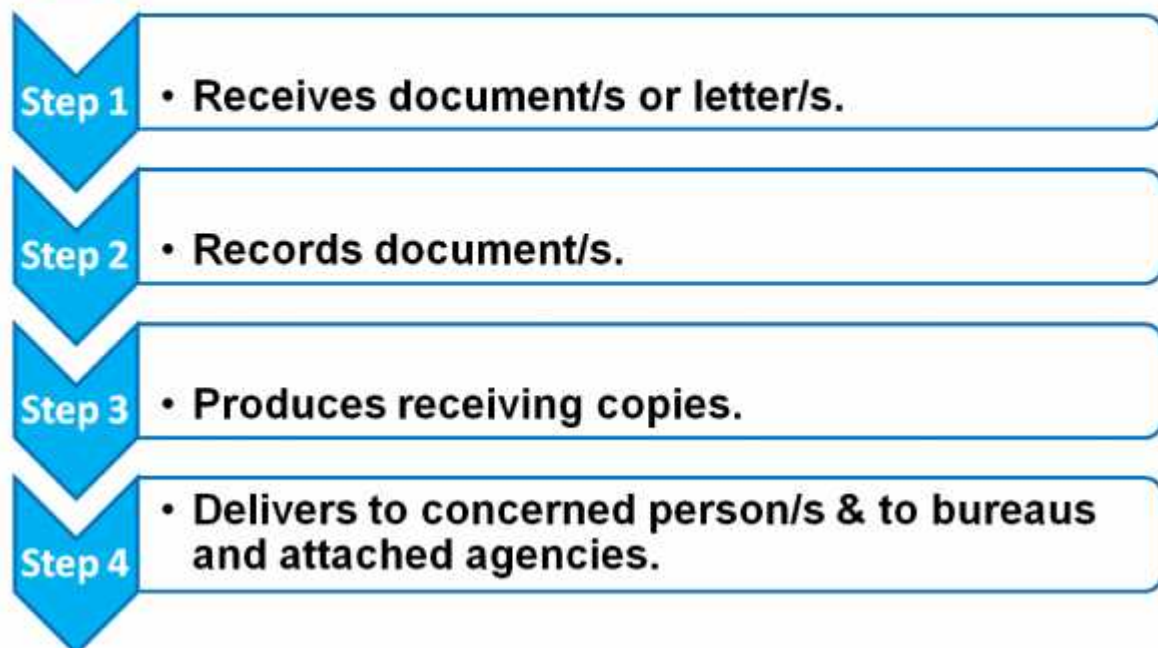 Step 1
• Receives document/s or letter/s.
Step 2
• Records document/s.
Step 3
• Produces receiving copies.
Step 4
• Delivers to concerned person/s & to bureaus
and attached agencies.